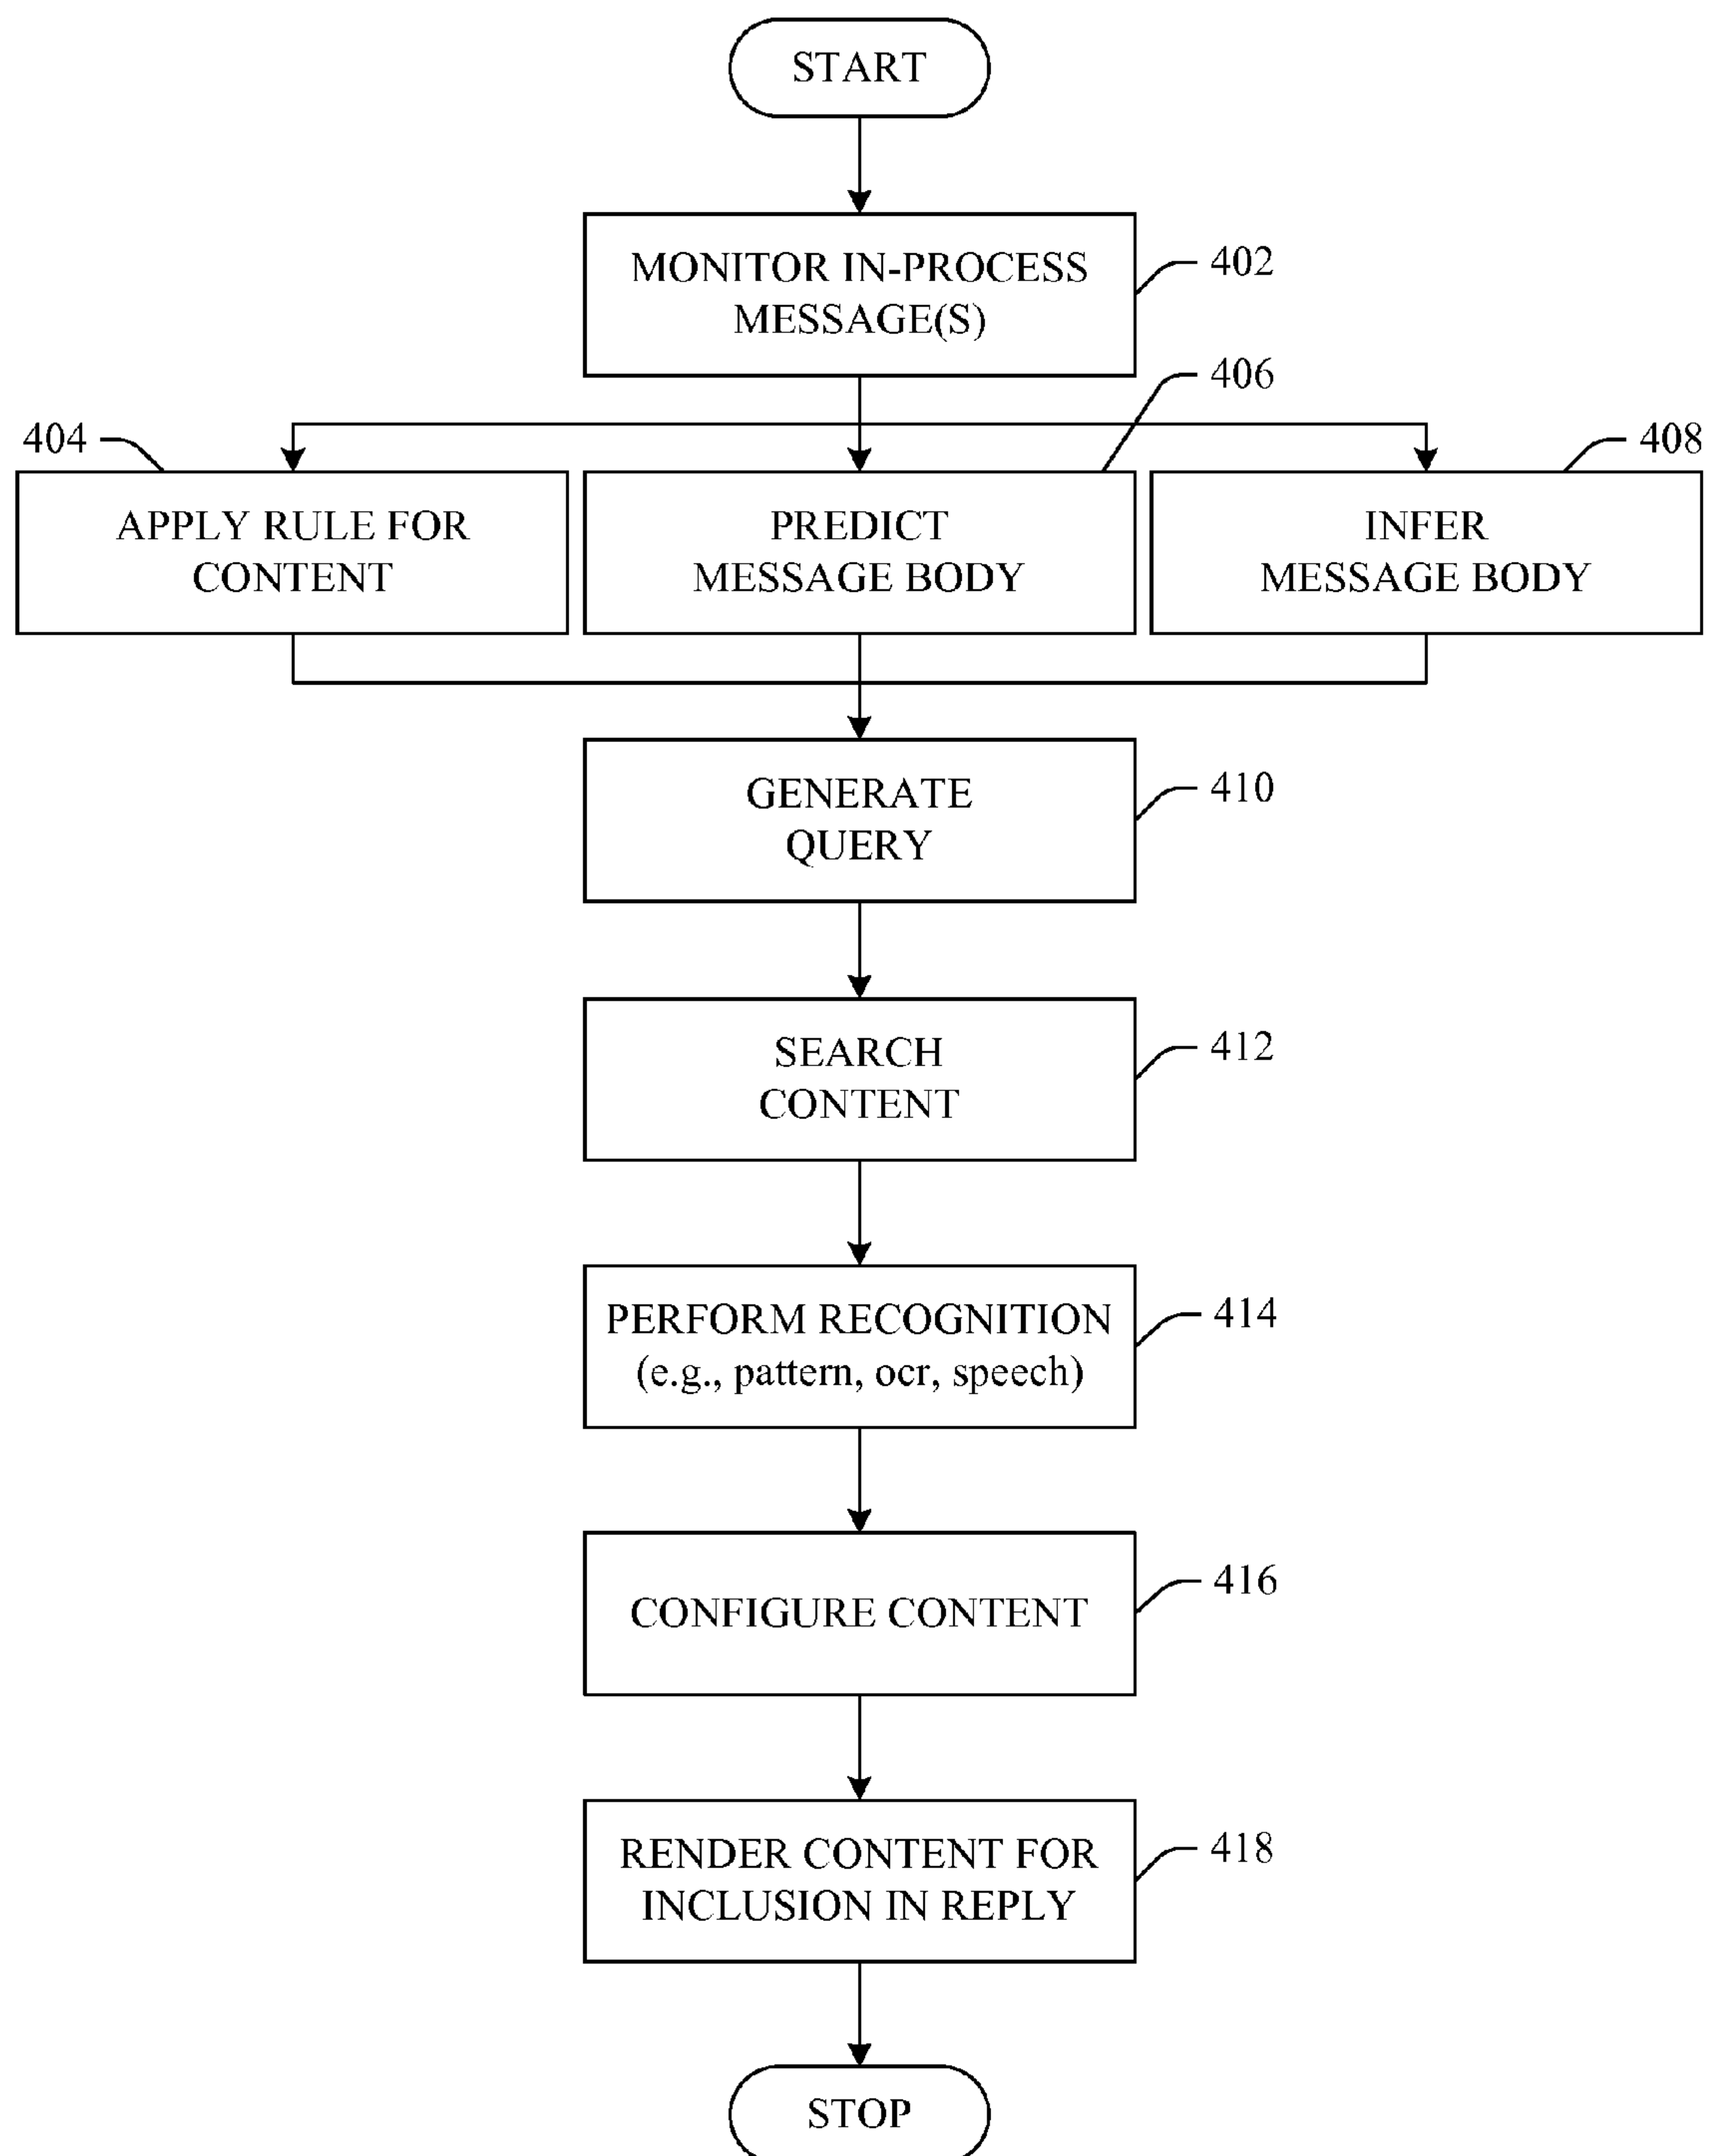 START
MONITOR IN-PROCESS
MESSAGE(S)
402
406
404
408
APPLY RULE FOR
CONTENT
PREDICT
MESSAGE BODY
INFER
MESSAGE BODY
GENERATE
QUERY
410
SEARCH
CONTENT
412
PERFORM RECOGNITION
(e.g., pattern, ocr, speech)
414
CONFIGURE CONTENT
416
RENDER CONTENT FOR
INCLUSION IN REPLY
418
STOP